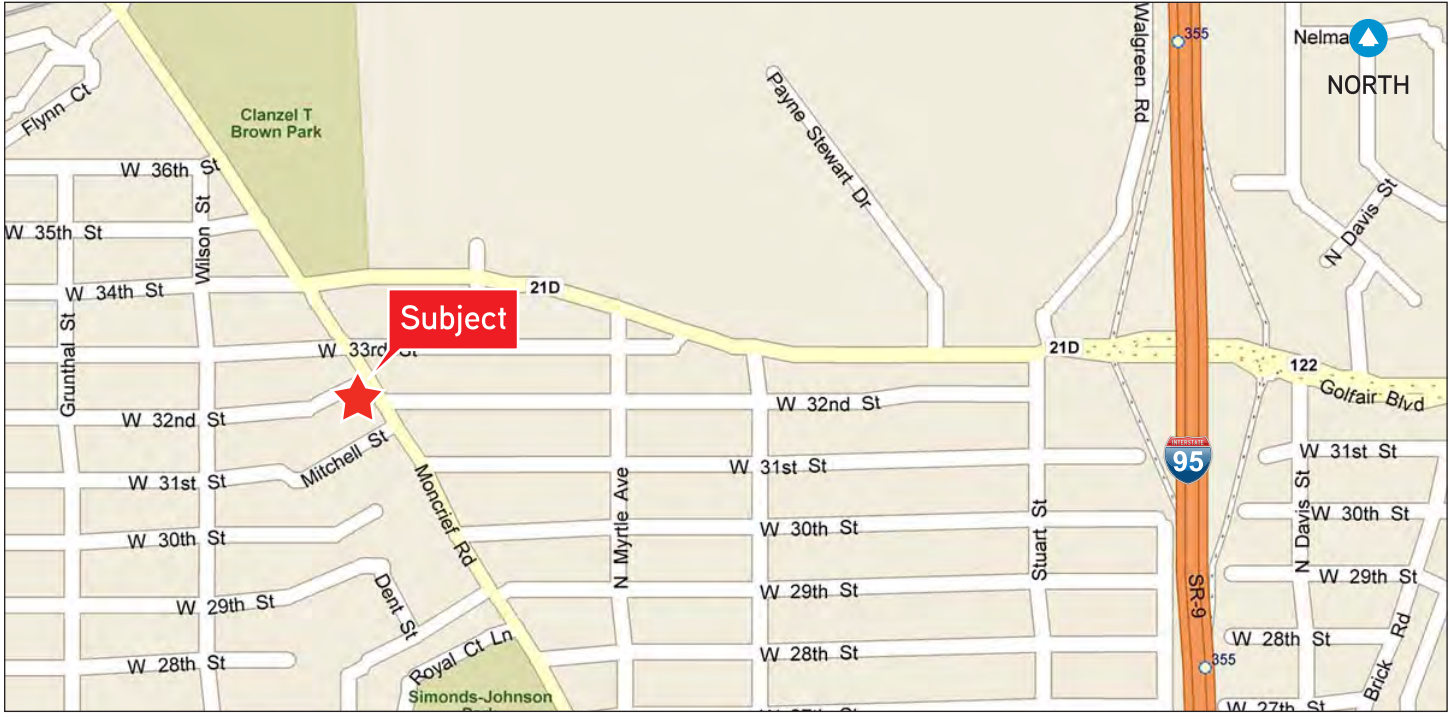 Walgreen Rd
355
Nelma
NORTH
Flynn Ct
Clanzel T
Brown Park
Payne Stewart Dr
W 36th St
Wilson St
N Davis St
W 35th St
W 34th St
21D
Subject
Grunthal St
W 33rd St
21D
122
Golfair Blvd
W 32nd St
W 32nd St
Mitchell St
INTERSTATE
95
W 31st St
W 31st St
W 31st St
Moncrief Rd
N Myrtle Ave
Stuart St
N Davis St
W 30th St
W 30th St
W 30th St
W 29th St
Dent St
W 29th St
SR-9
W 29th St
Royal Ct Ln
W 28th St
W 28th St
W 28th St
355
Brick Rd
Simonds-Johnson
W 27th St